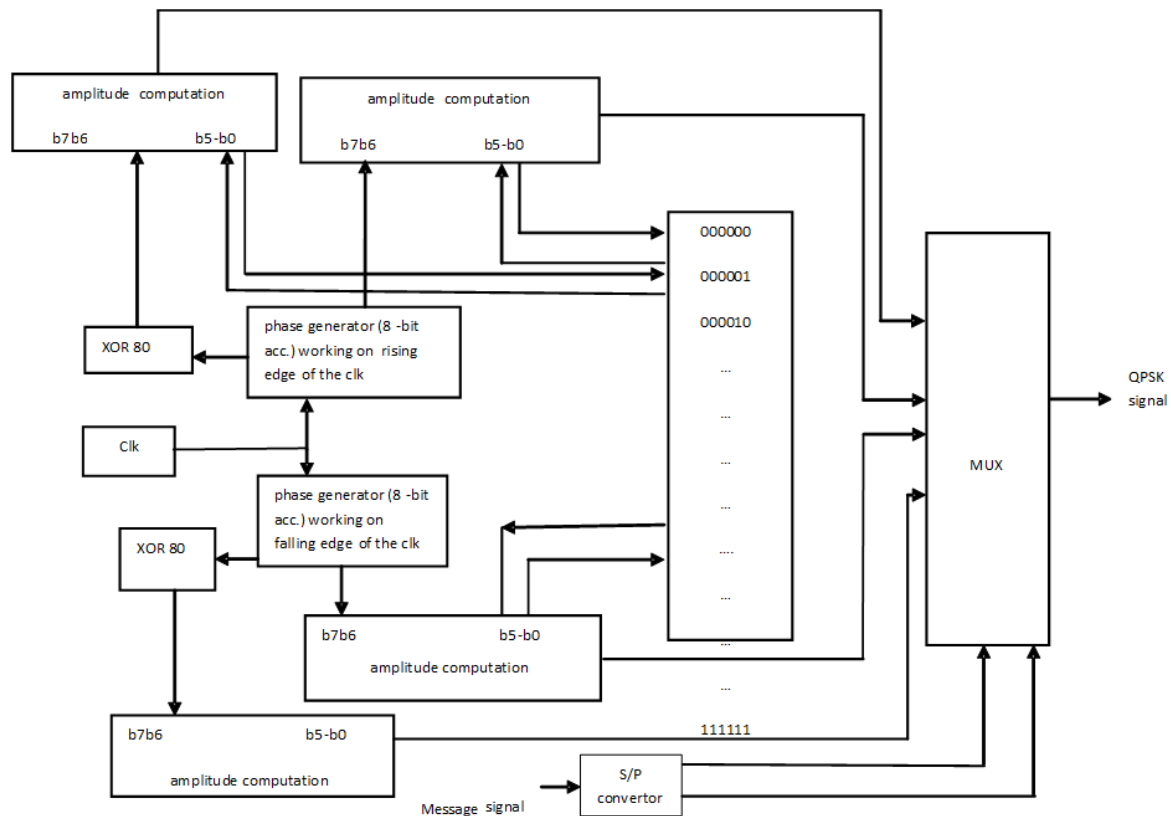 amplitude computation
b7b6 b5-b0
amplitude computation
b7b6 b5-b0
000000
000001
000010
...
...
...
...
....
...
...
...
111111
phase generator (8 -bit
acc.) working on rising
edge of the clk
XOR 80
Clk
phase generator (8 -bit
acc.) working on
falling edge of the clk
XOR 80
b7b6 b5-b0
amplitude computation
b7b6 b5-b0
amplitude computation
MUX
QPSK
signal
S/P
convertor
Message signal